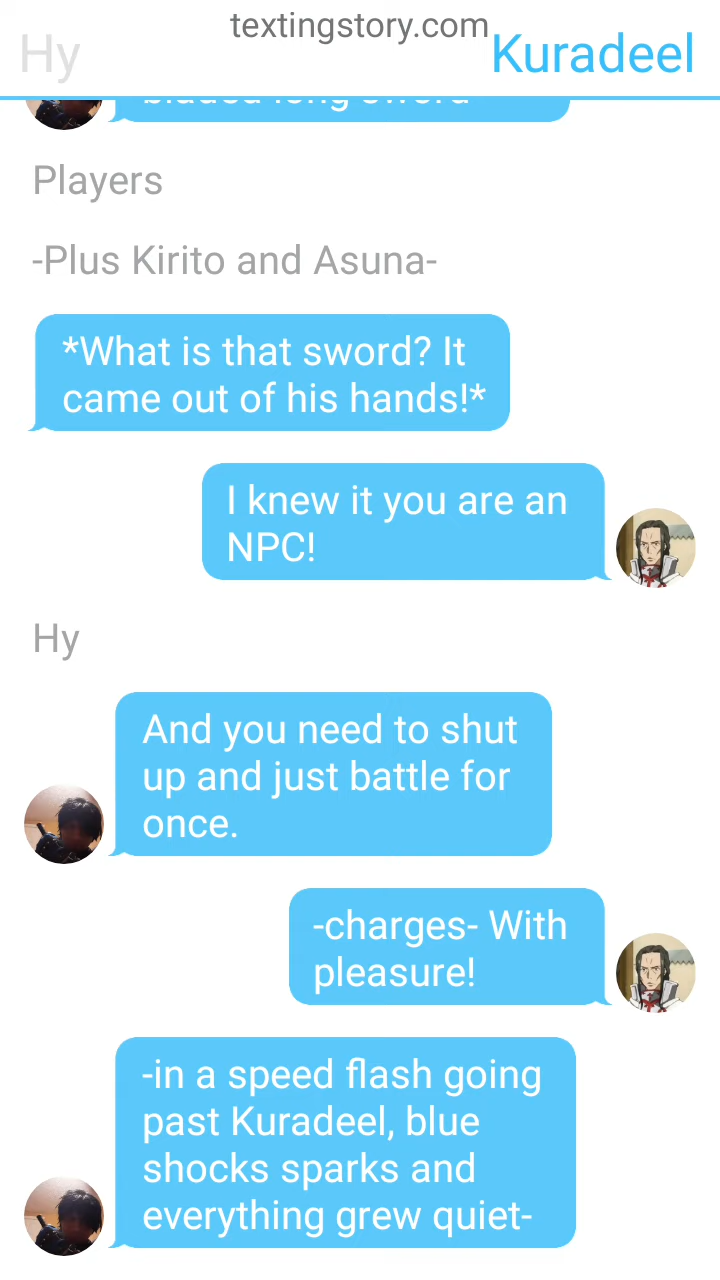 textingstory.com
Hy
Kuradeel
Players
-Plus Kirito and Asuna-
*What is that sword? It
came out of his hands!*
I knew it you are an
NPC!
Hy
And you need to shut
up and just battle for
once.
-charges- With
pleasure!
-in a speed flash going
past Kuradeel, blue
shocks sparks and
everything grew quiet-